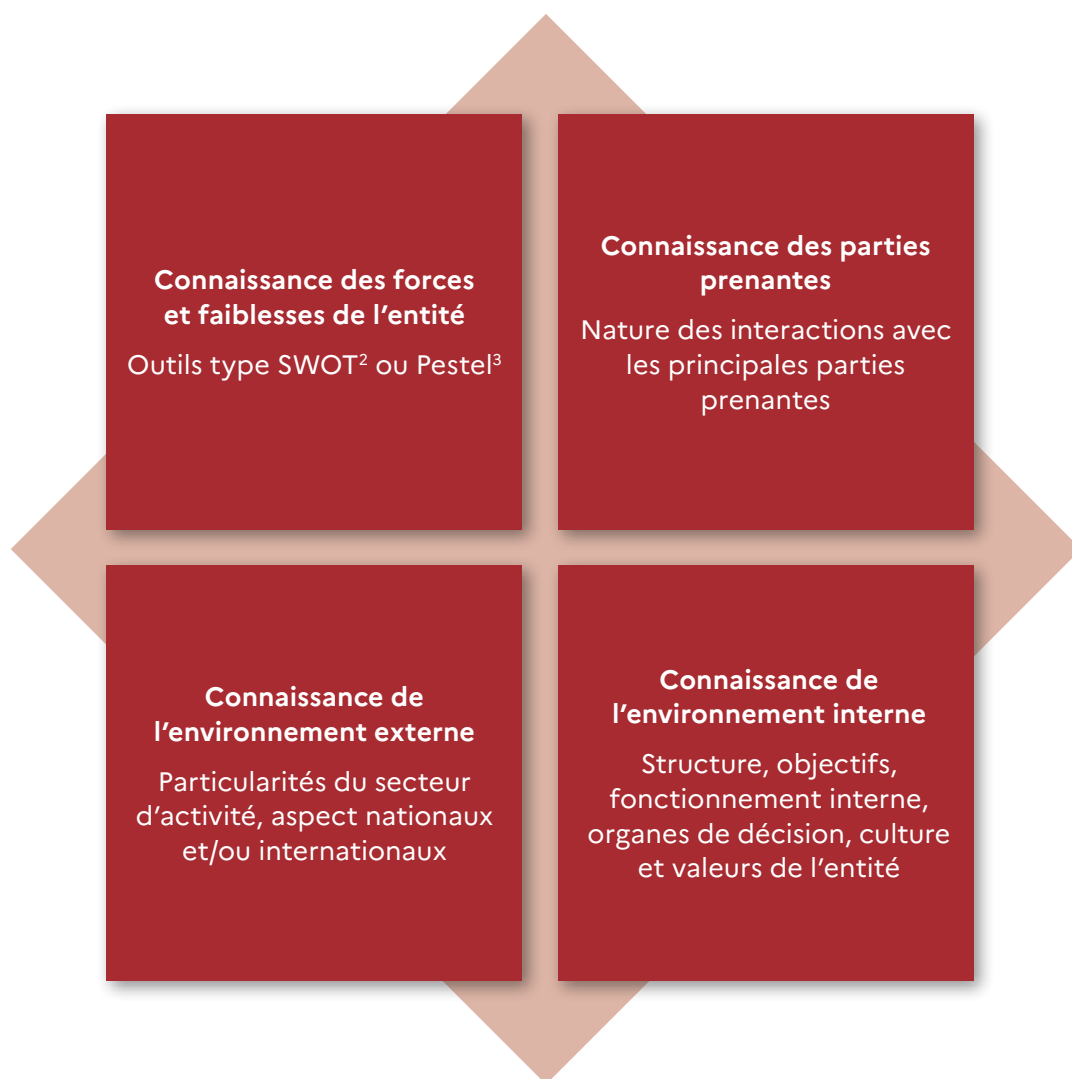 Connaissance des forces
et faiblesses de l'entité
Outils type SWOT² ou Pestel³
Connaissance des parties
prenantes
Nature des interactions avec
les principales parties
prenantes
Connaissance de
l'environnement externe
Particularités du secteur
d'activité, aspect nationaux
et/ou internationaux
Connaissance de
l'environnement interne
Structure, objectifs,
fonctionnement interne,
organes de décision, culture
et valeurs de l'entité